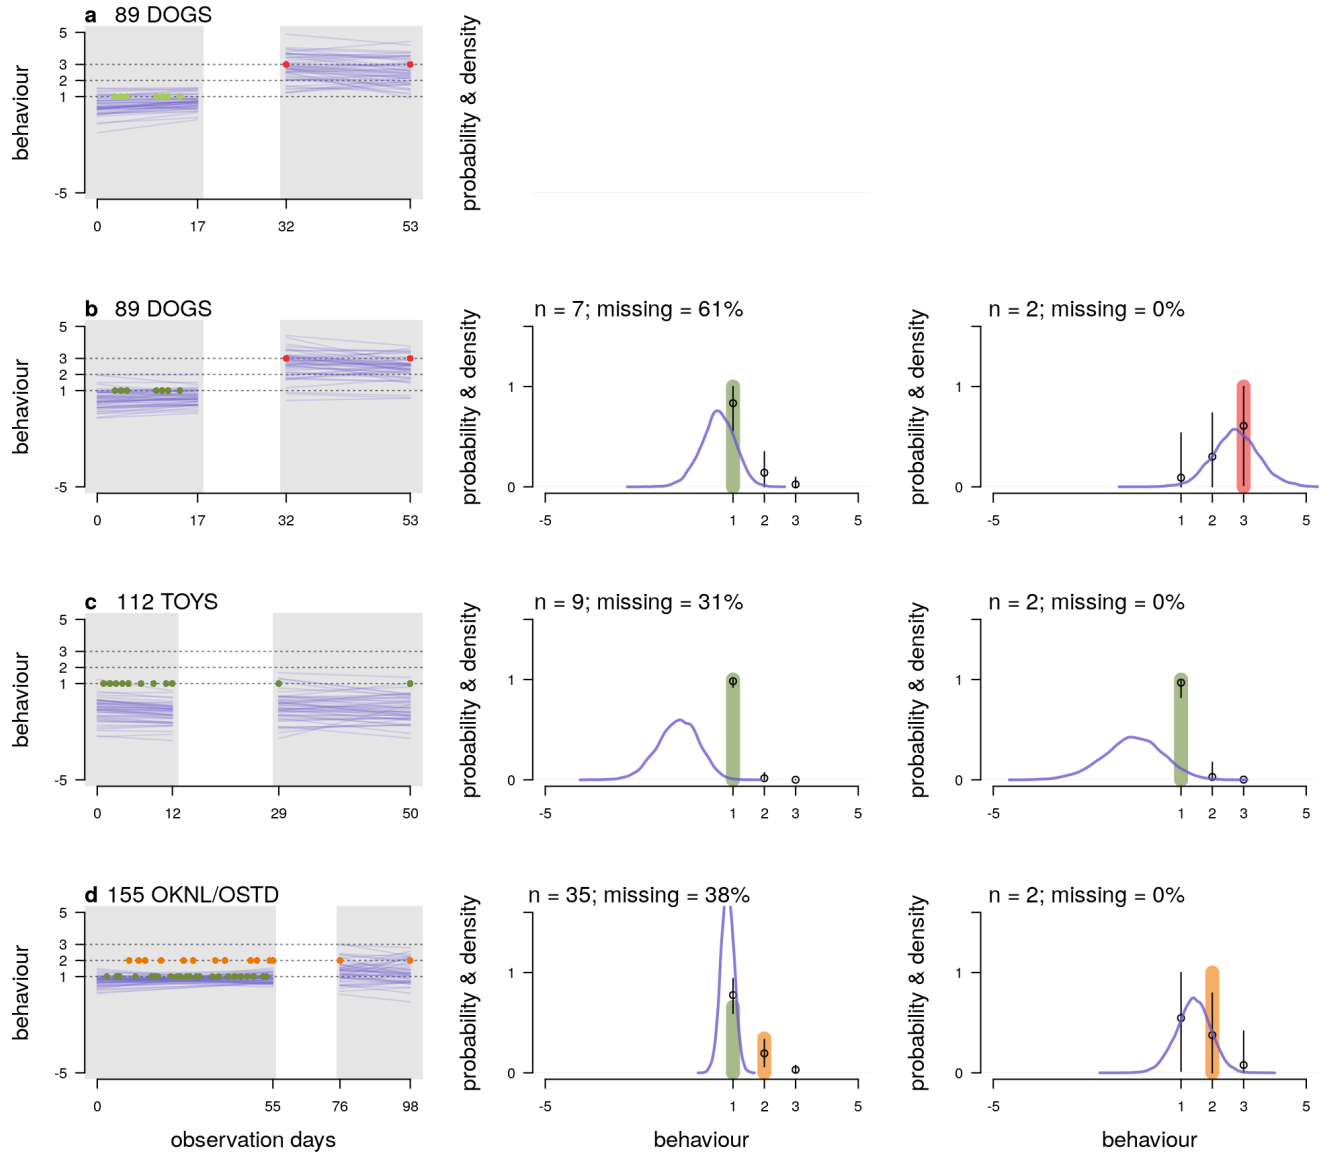 a 89 DOGS
behaviour
5
3
2
1
-5
0 17 32 53
probability & density
b 89 DOGS
behaviour
5
3
2
1
-5
0 17 32 53
n = 7; missing = 61%
probability & density
1
0
-5 1 2 3 5
n = 2; missing = 0%
probability & density
1
0
-5 1 2 3 5
c 112 TOYS
behaviour
5
3
2
1
-5
0 12 29 50
n = 9; missing = 31%
probability & density
1
0
-5 1 2 3 5
n = 2; missing = 0%
probability & density
1
0
-5 1 2 3 5
d 155 OKNL/OSTD
behaviour
5
3
2
1
-5
0 55 76 98
observation days
n = 35; missing = 38%
probability & density
1
0
-5 1 2 3 5
behaviour
n = 2; missing = 0%
probability & density
1
0
-5 1 2 3 5
behaviour